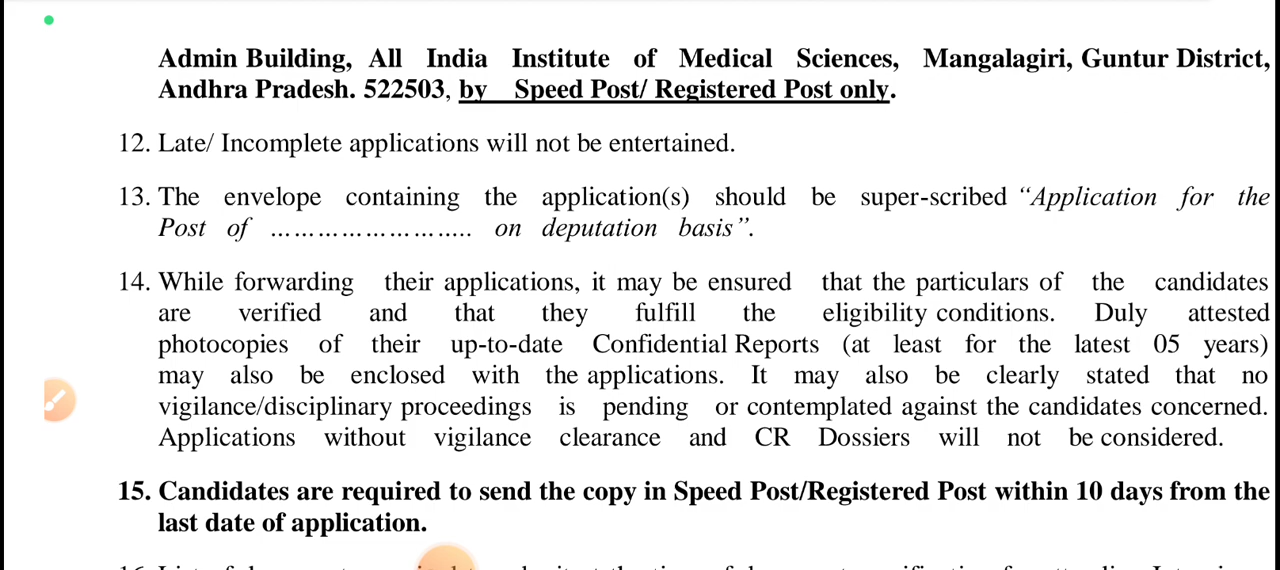 Admin Building, All India Institute of Medical Sciences, Mangalagiri, Guntur District,
Andhra Pradesh. 522503, by Speed Post/ Registered Post only.
12. Late/ Incomplete applications will not be entertained.
13. The envelope containing the application(s) should be super-scribed “Application for the
Post of …………………….. on deputation basis”.
14. While forwarding their applications, it may be ensured that the particulars of the candidates
are verified and that they fulfill the eligibility conditions. Duly attested
photocopies of their up-to-date Confidential Reports (at least for the latest 05 years)
may also be enclosed with the applications. It may also be clearly stated that no
vigilance/disciplinary proceedings is pending or contemplated against the candidates concerned.
Applications without vigilance clearance and CR Dossiers will not be considered.
15. Candidates are required to send the copy in Speed Post/Registered Post within 10 days from the
last date of application.